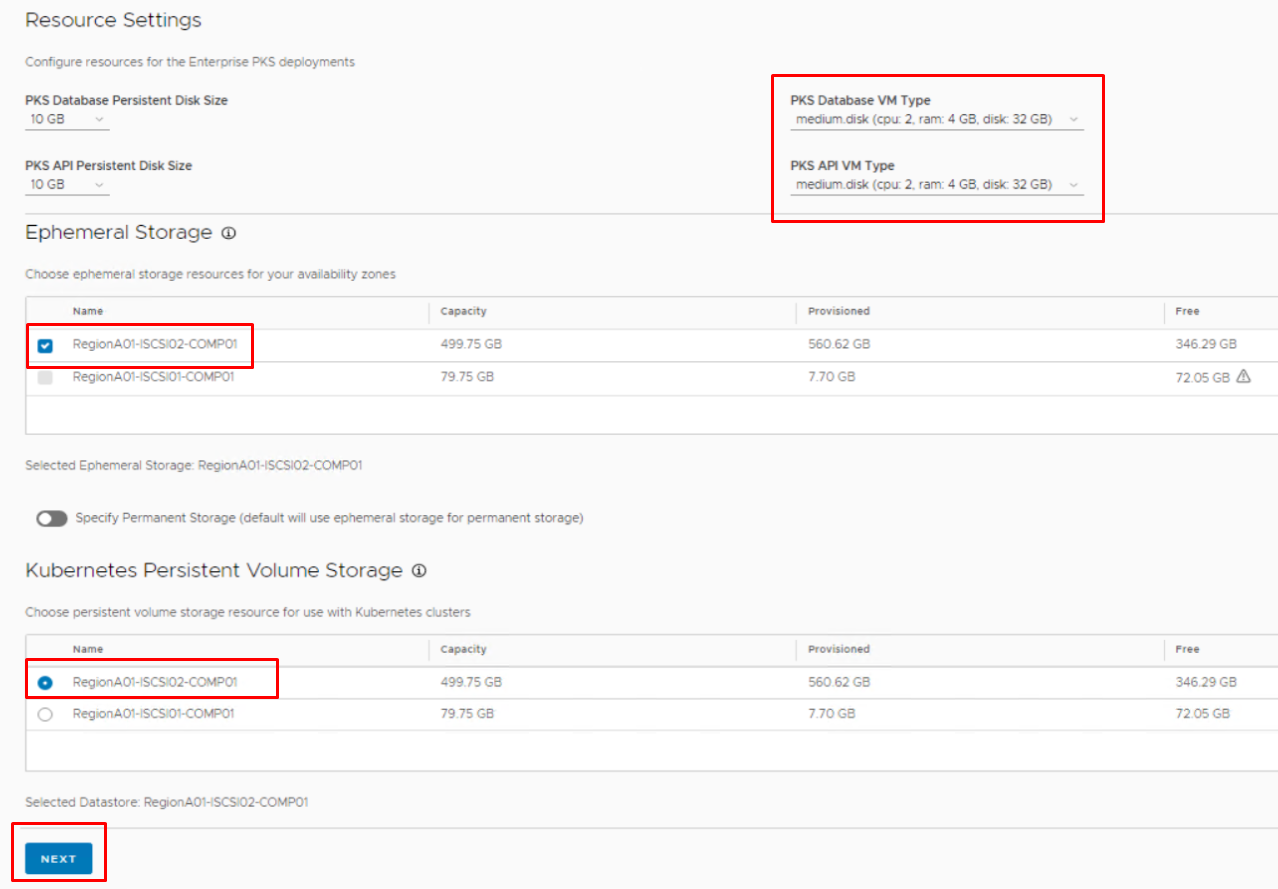 Resource Settings
Configure resources for the Enterprise PKS deployments
PKS Database Persistent Disk Size
10 GB
PKS Database VM Type
medium.disk (cpu: 2, ram: 4 GB, disk: 32 GB)
PKS API Persistent Disk Size
10 GB
PKS API VM Type
medium.disk (cpu: 2, ram: 4 GB, disk: 32 GB)
Ephemeral Storage
Choose ephemeral storage resources for your availability zones
Name Capacity Provisioned Free
RegionA01-ISCSI02-COMP01 499.75 GB 560.62 GB 346.29 GB
RegionA01-ISCSI01-COMP01 79.75 GB 7.70 GB 72.05 GB
Selected Ephemeral Storage: RegionA01-ISCSI02-COMP01
Specify Permanent Storage (default will use ephemeral storage for permanent storage)
Kubernetes Persistent Volume Storage
Choose persistent volume storage resource for use with Kubernetes clusters
Name Capacity Provisioned Free
RegionA01-ISCSI02-COMP01 499.75 GB 560.62 GB 346.29 GB
RegionA01-ISCSI01-COMP01 79.75 GB 7.70 GB 72.05 GB
Selected Datastore: RegionA01-ISCSI02-COMP01
NEXT